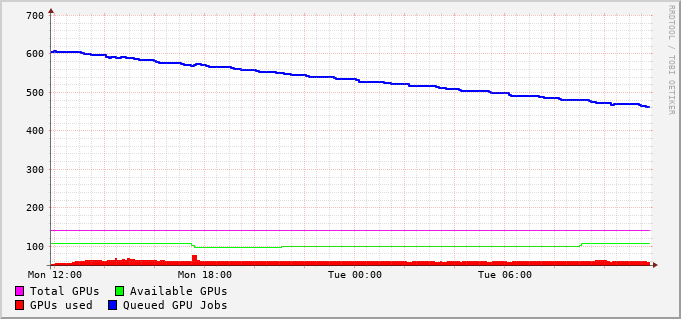 700
600
500
400
300
200
100
Mon 12:00 Mon 18:00 Tue 00:00 Tue 06:00
Total GPUs Available GPUs
GPUs used Queued GPU Jobs
RRDTOOL / TOBI OETIKER